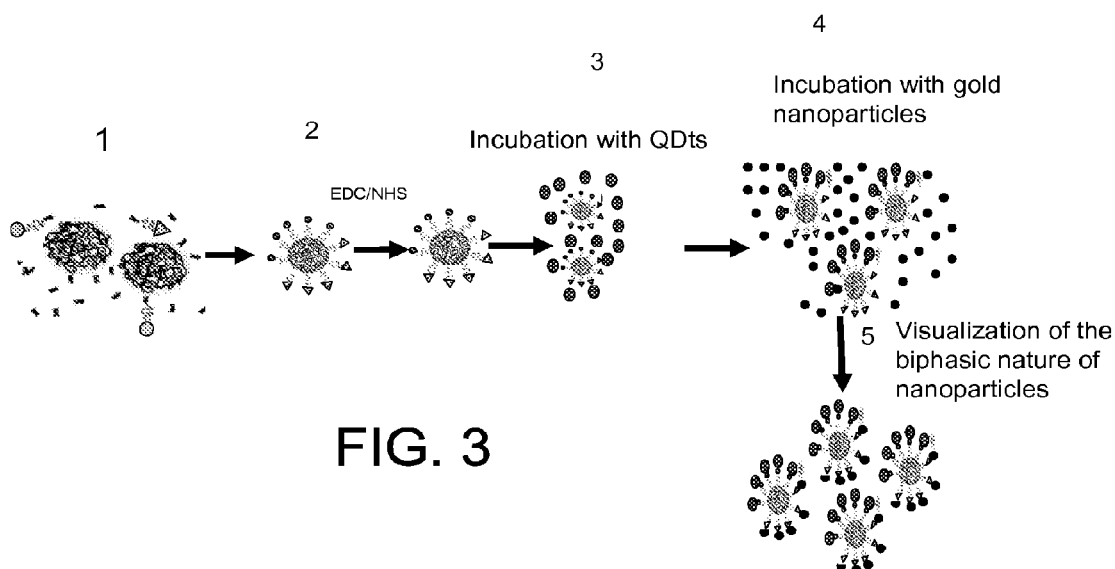 1
2
EDC/NHS
3
Incubation with QDts
4
Incubation with gold
nanoparticles
5
Visualization of the
biphasic nature of
nanoparticles
FIG. 3